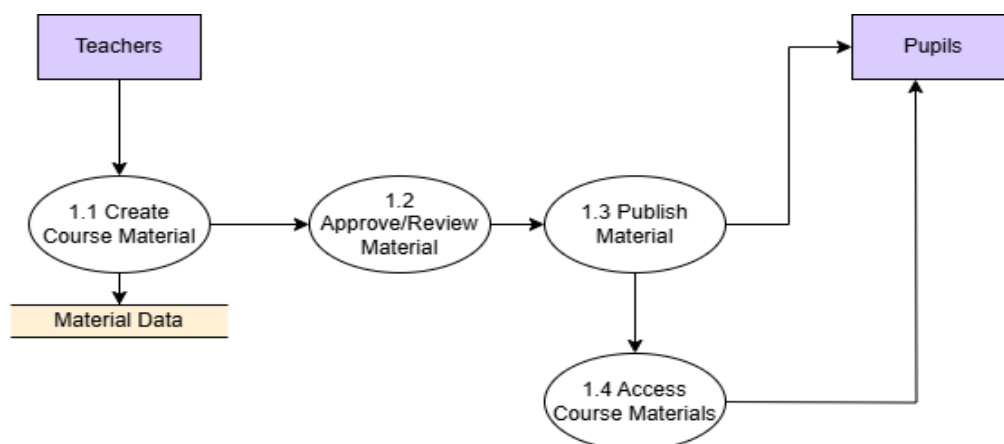 Teachers
Pupils
1.1 Create
Course Material
1.2
Approve/Review
Material
1.3 Publish
Material
Material Data
1.4 Access
Course Materials